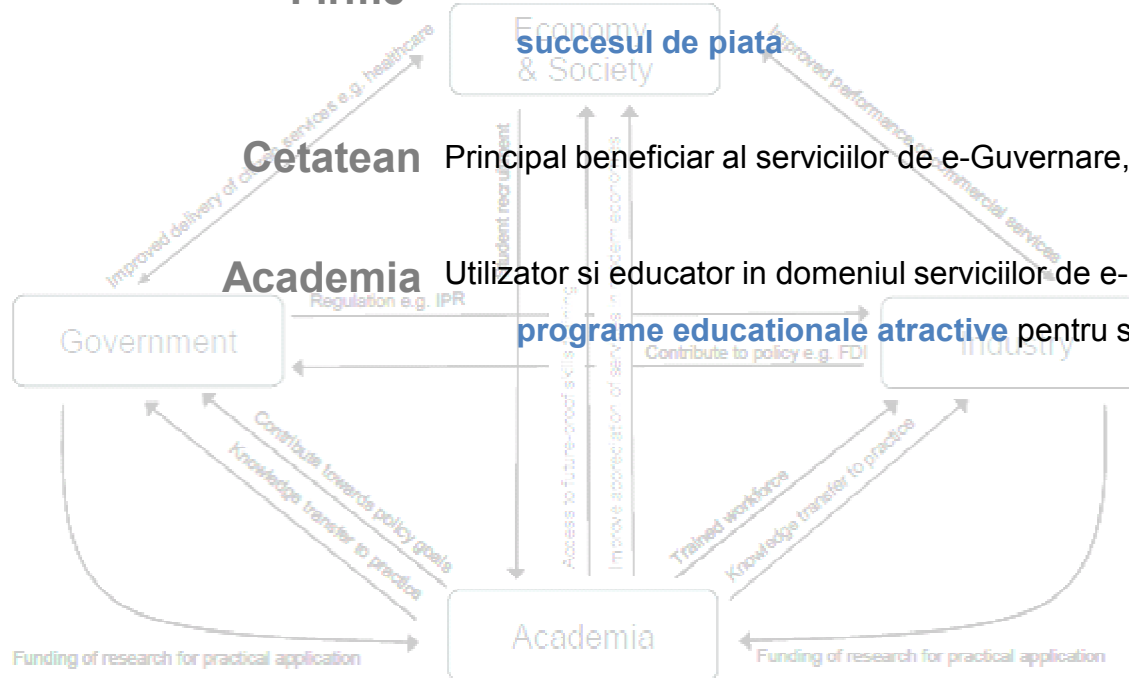 Firme
Economy
& Society
succesul de piata
Improved delivery of citizen services e.g. healthcare
Improved performance of commercial services
Cetatean Principal beneficiar al serviciilor de e-Guvernare,
Student recruitment
Academia Utilizator si educator in domeniul serviciilor de e-
Regulation e.g. IPR
programe educationale atractive pentru s
Government
Industry
Contribute to policy e.g. FDI
Access to future-proof skills
Improve appreciation of services in modern economies
Contribute towards policy goals
Knowledge transfer to practice
Trained workforce
Knowledge transfer to practice
Academia
Funding of research for practical application
Funding of research for practical application